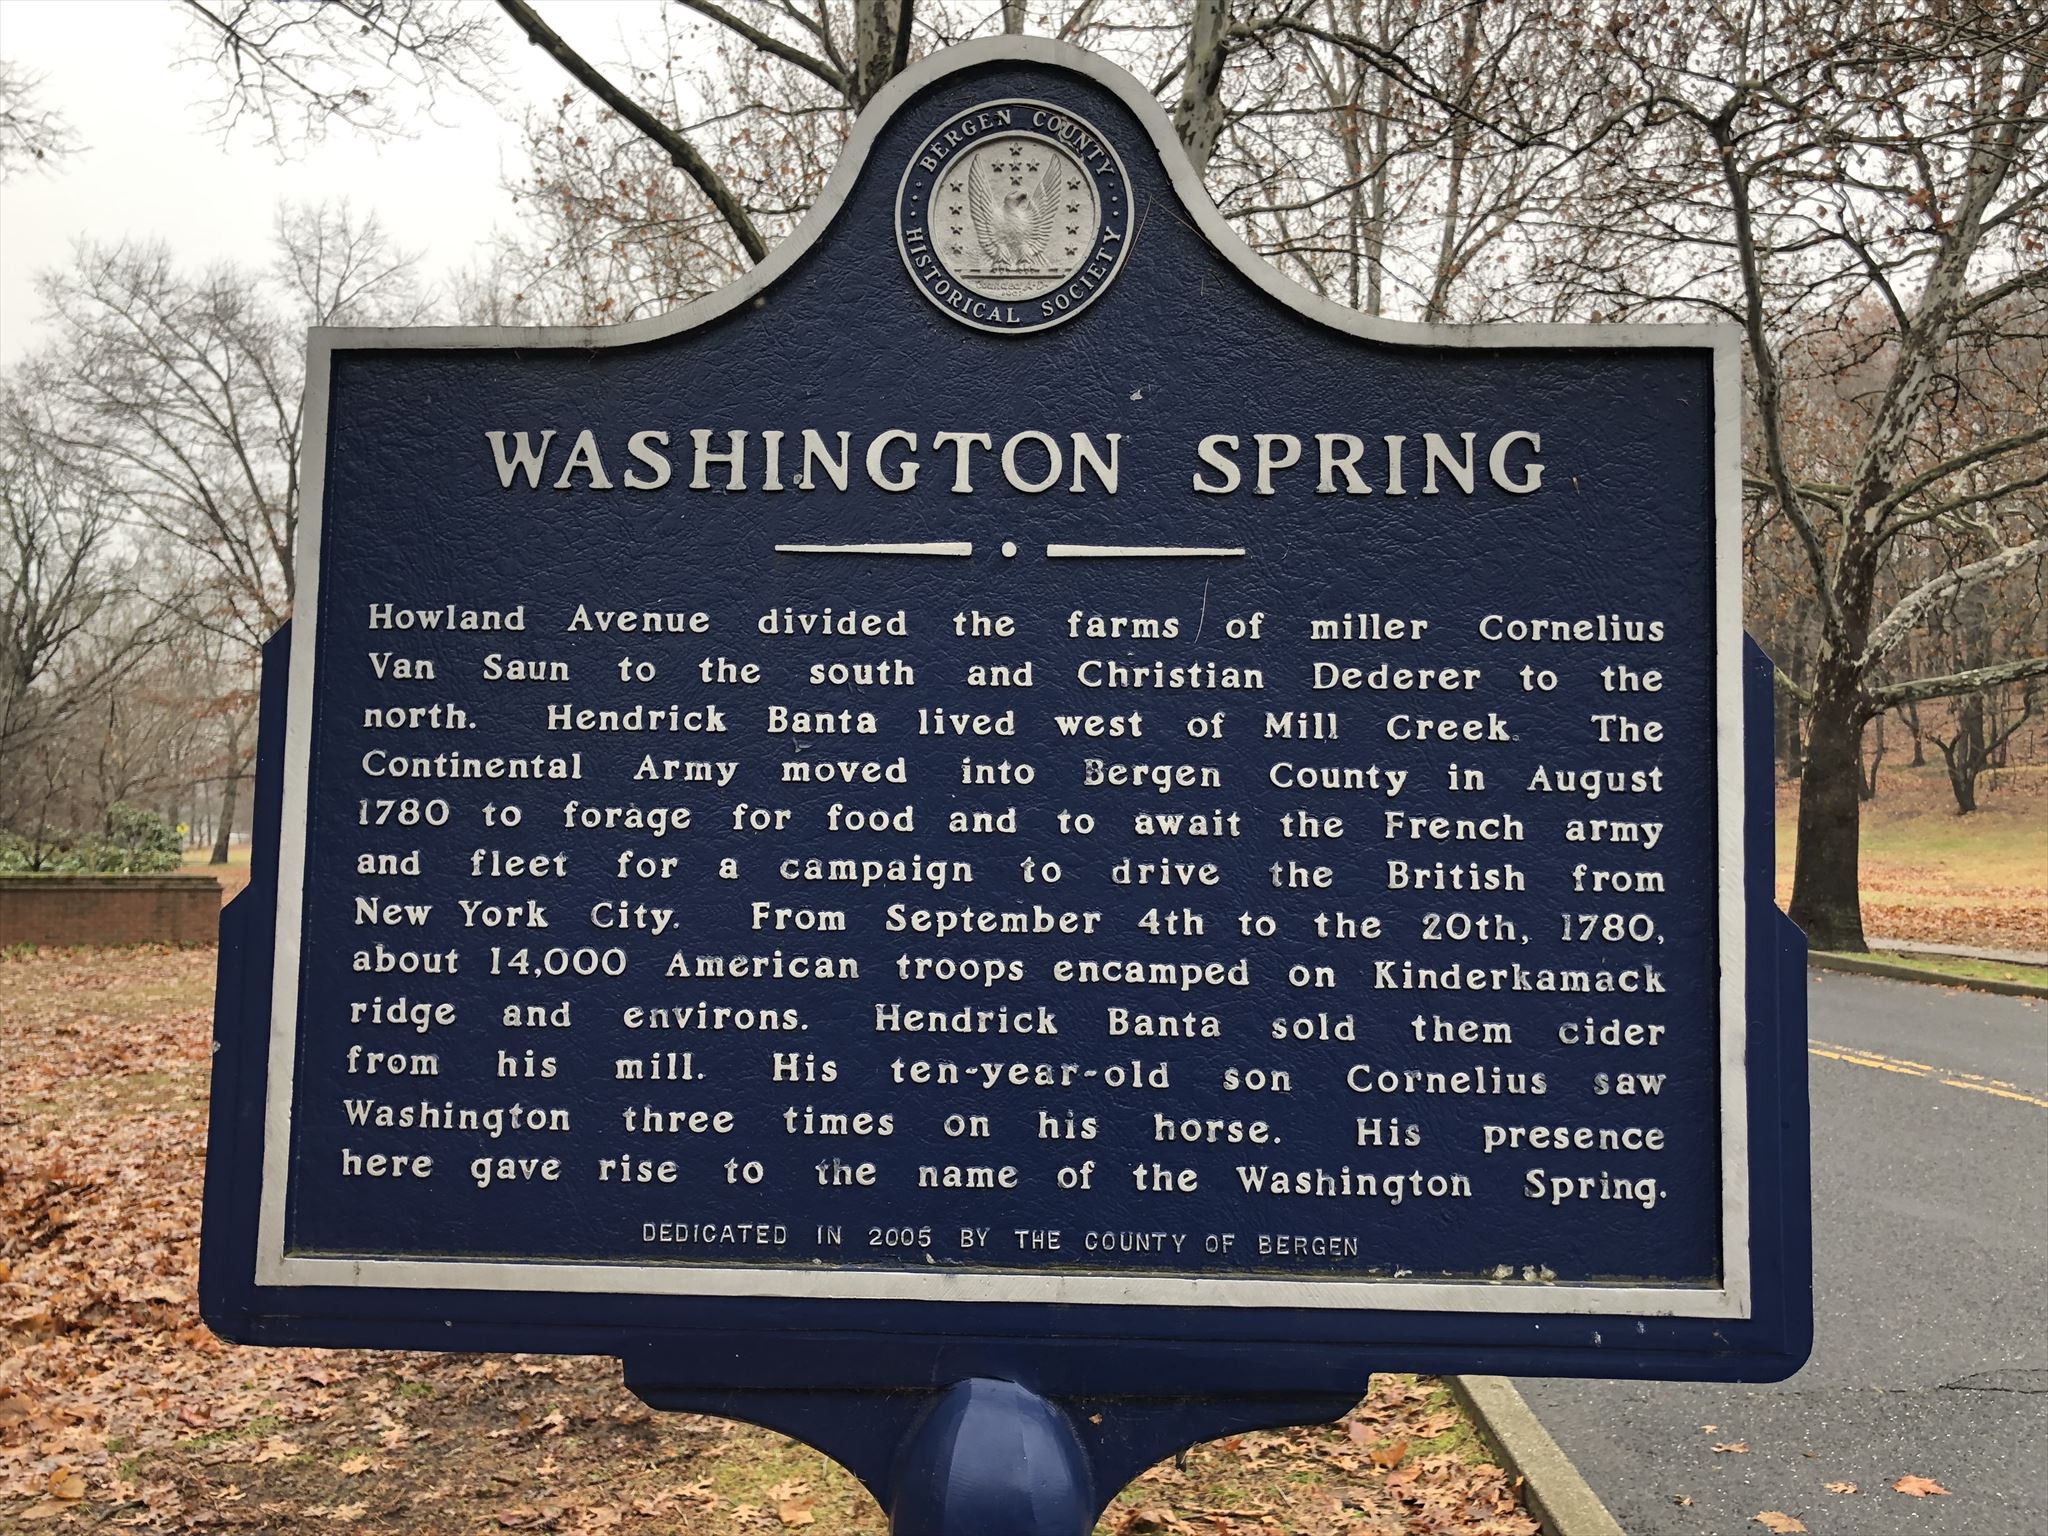 BERGEN COUNTY
HISTORICAL SOCIETY
WASHINGTON SPRING
Howland Avenue divided the farms of miller Cornelius
Van Saun to the south and Christian Dederer to the
north. Hendrick Banta lived west of Mill Creek. The
Continental Army moved into Bergen County in August
1780 to forage for food and to await the French army
and fleet for a campaign to drive the British from
New York City. From September 4th to the 20th, 1780,
about 14,000 American troops encamped on Kinderkamack
ridge and environs. Hendrick Banta sold them cider
from his mill. His ten-year-old son Cornelius saw
Washington three times on his horse. His presence
here gave rise to the name of the Washington Spring.
DEDICATED IN 2005 BY THE COUNTY OF BERGEN